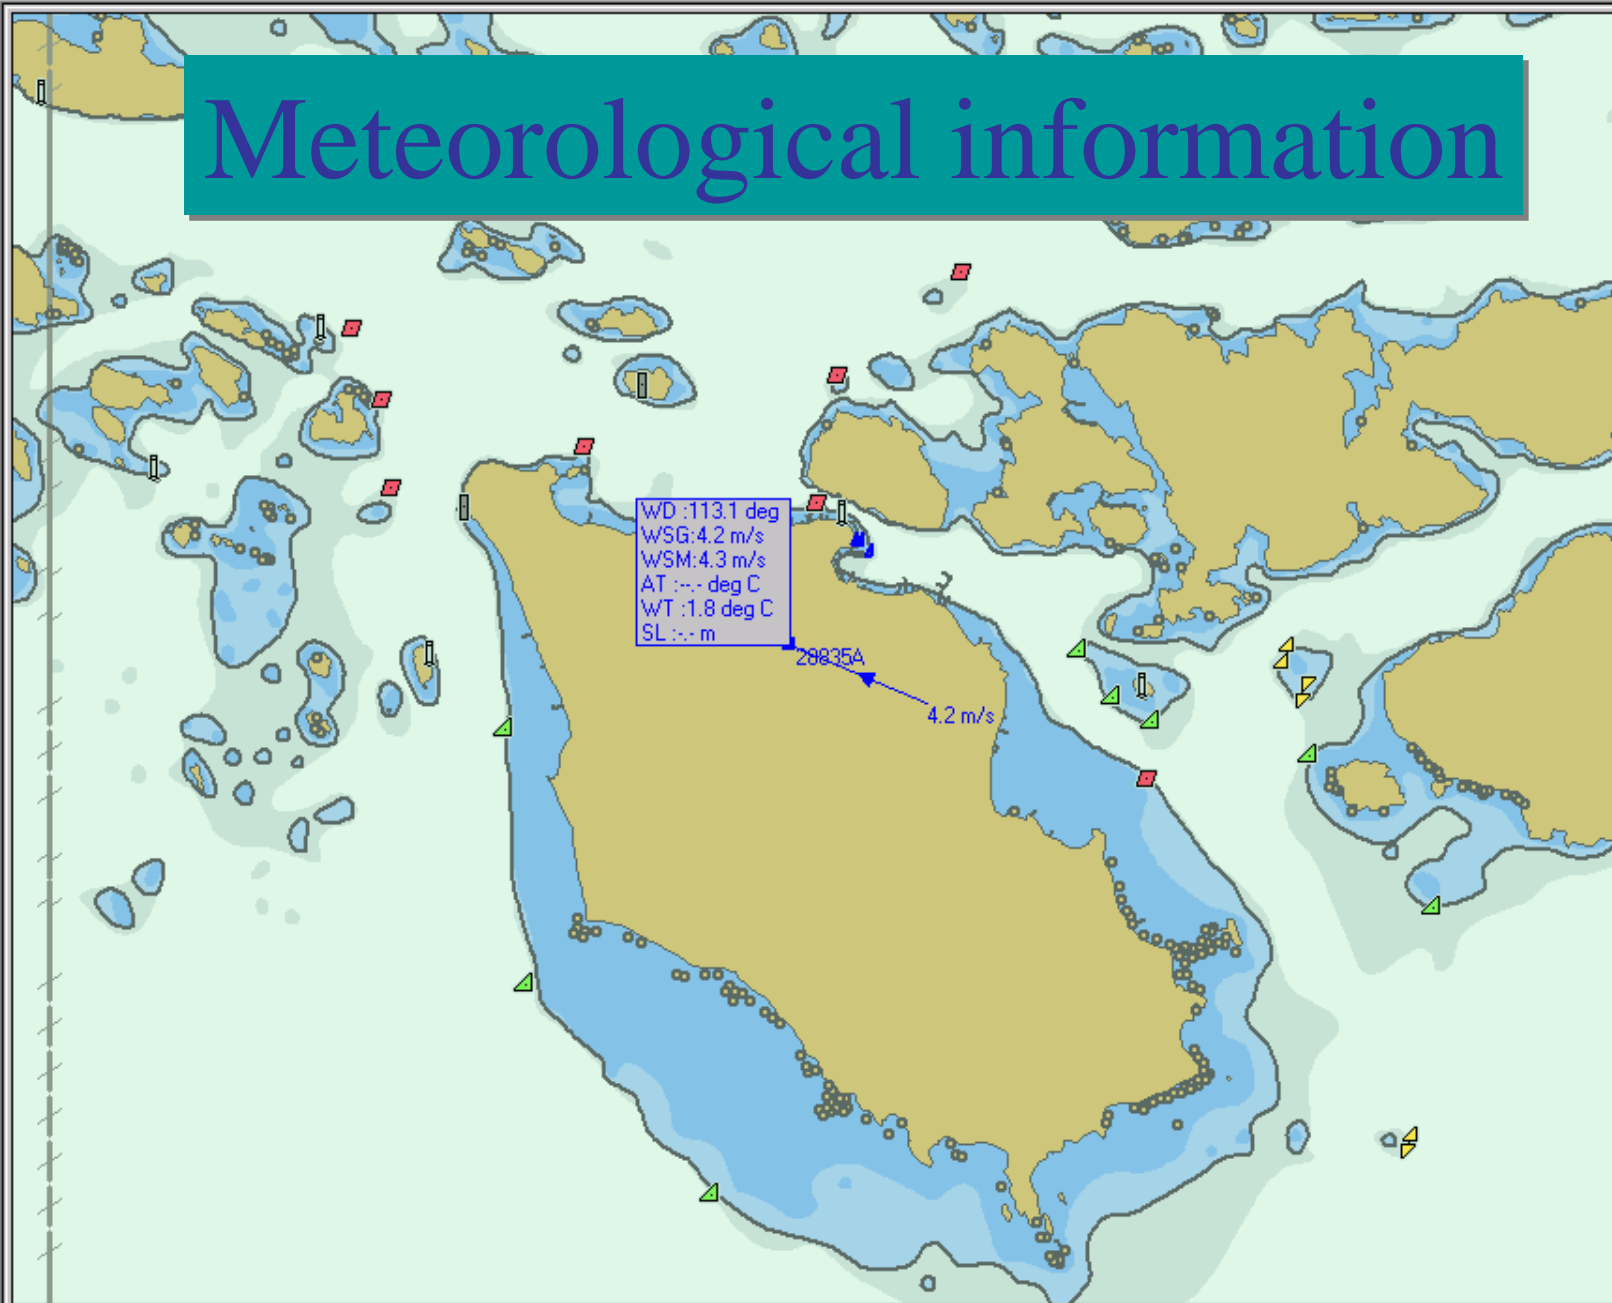 Meteorological information
WD :113.1 deg
WSG:4.2 m/s
WSM:4.3 m/s
AT :--.- deg C
WT :1.8 deg C
SL :-.- m
29835A
4.2 m/s